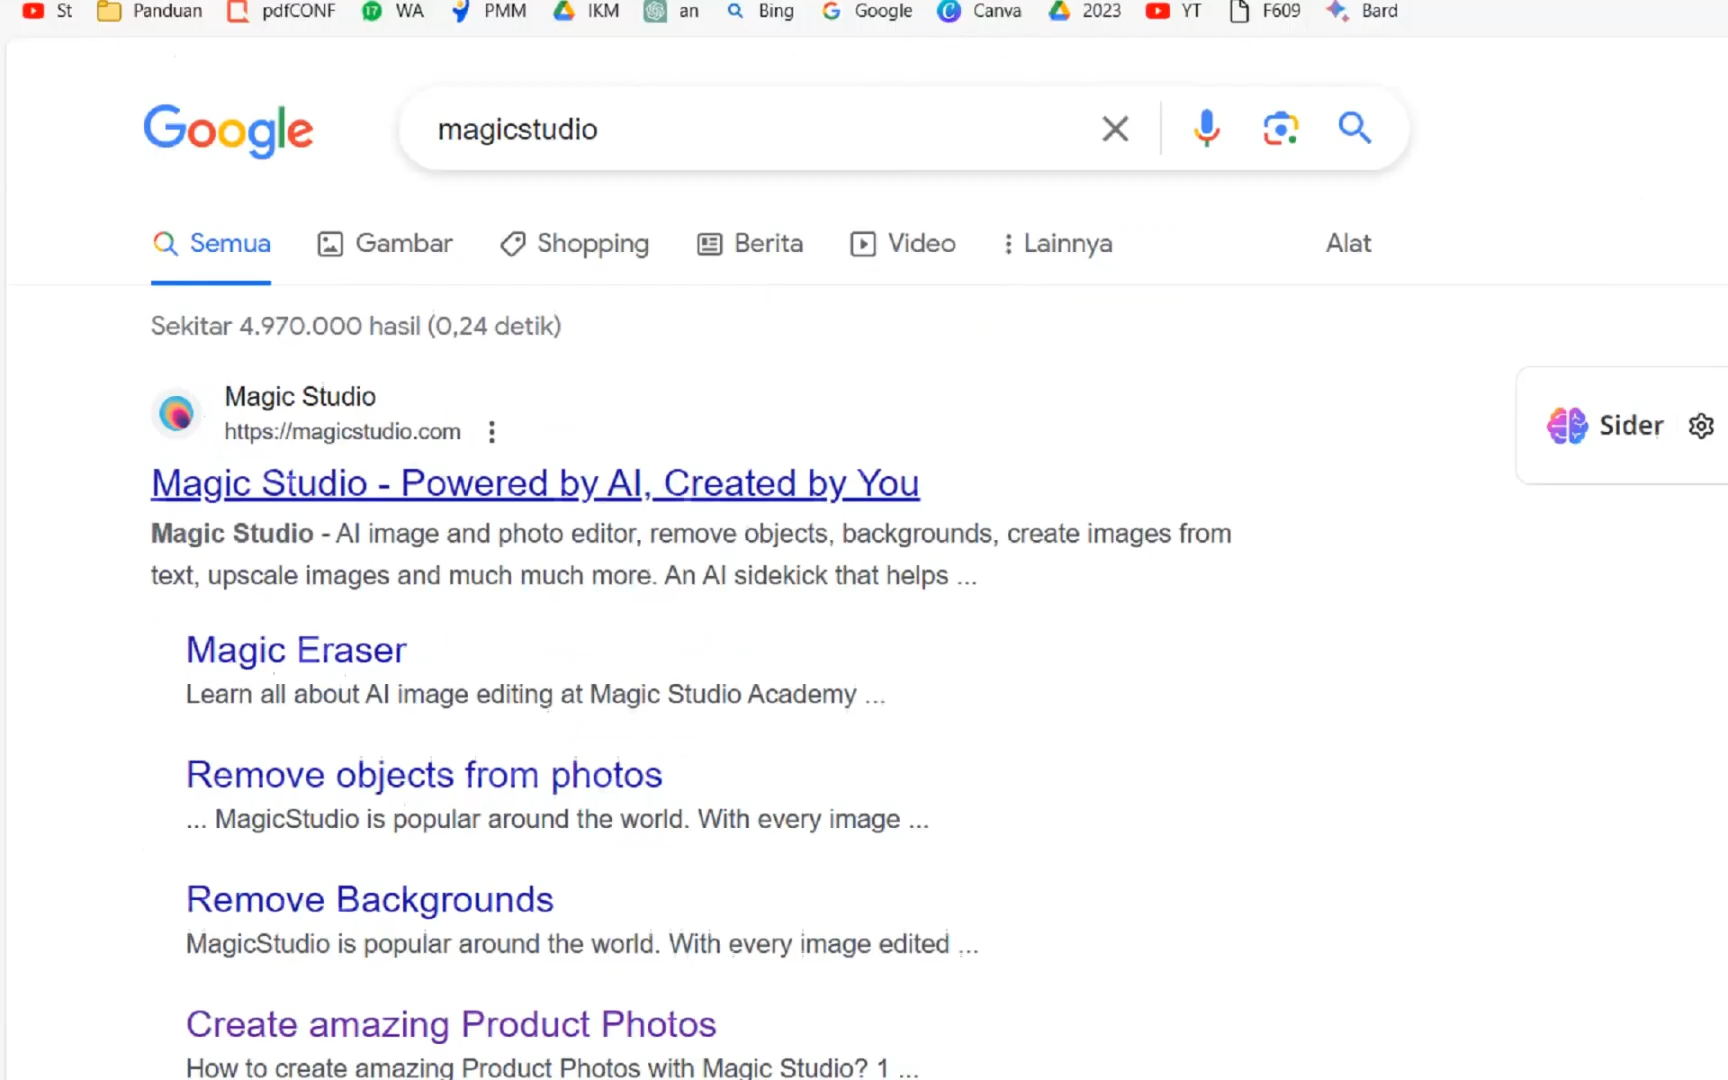 St Panduan pdfCONF 17 WA PMM IKM an Bing Google Canva 2023 YT F609 Bard
Google magicstudio
Semua Gambar Shopping Berita Video Lainnya Alat
Sekitar 4.970.000 hasil (0,24 detik)
Magic Studio
https://magicstudio.com
Sider
Magic Studio - Powered by AI, Created by You
Magic Studio - AI image and photo editor, remove objects, backgrounds, create images from
text, upscale images and much much more. An AI sidekick that helps ...
Magic Eraser
Learn all about AI image editing at Magic Studio Academy ...
Remove objects from photos
... MagicStudio is popular around the world. With every image ...
Remove Backgrounds
MagicStudio is popular around the world. With every image edited ...
Create amazing Product Photos
How to create amazing Product Photos with Magic Studio? 1 ...